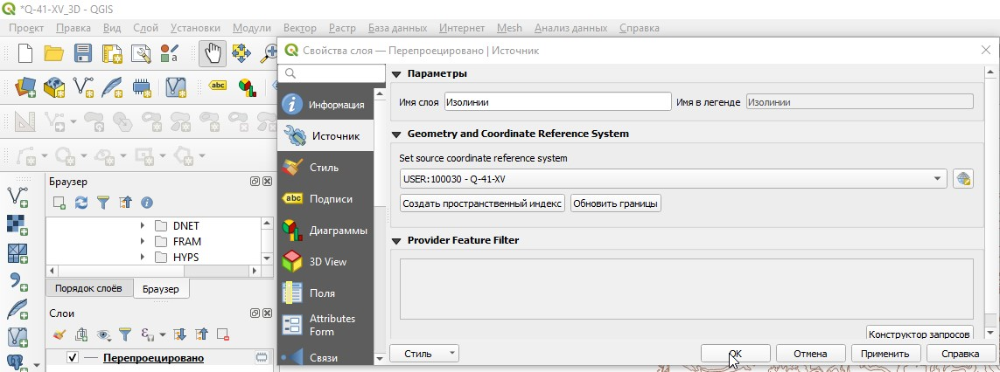 *Q-41-XV_3D - QGIS
Проект Правка Вид Слой Установки Модули Вектор Растр База данных Интернет Mesh Анализ данных Справка
Свойства слоя — Перепроецировано | Источник
Информация
Источник
Стиль
abc Подписи
Диаграммы
3D View
Поля
Attributes
Form
Связи
Параметры
Имя слоя Изолинии Имя в легенде Изолинии
Geometry and Coordinate Reference System
Set source coordinate reference system
USER:100030 - Q-41-XV
Создать пространственный индекс Обновить границы
Provider Feature Filter
Конструктор запросов
Стиль OK Отмена Применить Справка
abc
Браузер
DNET
FRAM
HYPS
Порядок слоёв Браузер
Слои
Перепроецировано